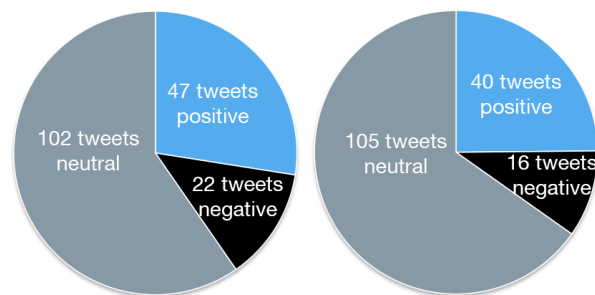 47 tweets
positive
102 tweets
neutral
22 tweets
negative
40 tweets
positive
105 tweets
neutral
16 tweets
negative